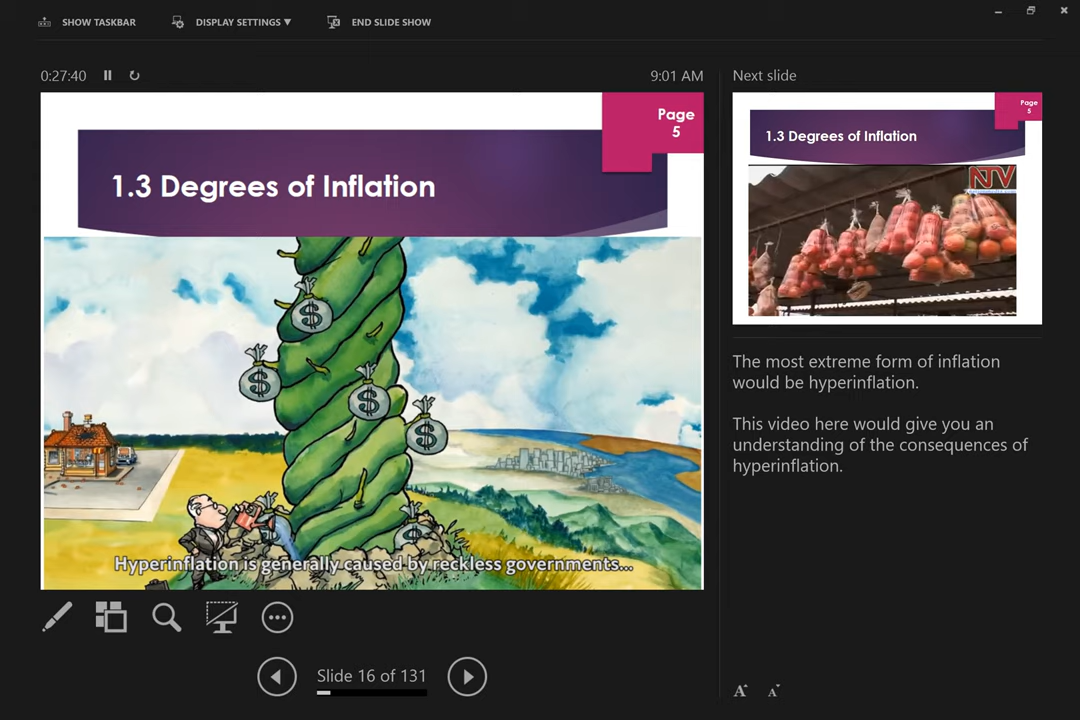 SHOW TASKBAR
DISPLAY SETTINGS ▼
END SLIDE SHOW
0:27:40
9:01 AM
Page
5
1.3 Degrees of Inflation
$
$
$
$
$
Hyperinflation is generally caused by reckless governments...
Slide 16 of 131
Next slide
Page
5
1.3 Degrees of Inflation
NTV
The most extreme form of inflation
would be hyperinflation.
This video here would give you an
understanding of the consequences of
hyperinflation.
A
A